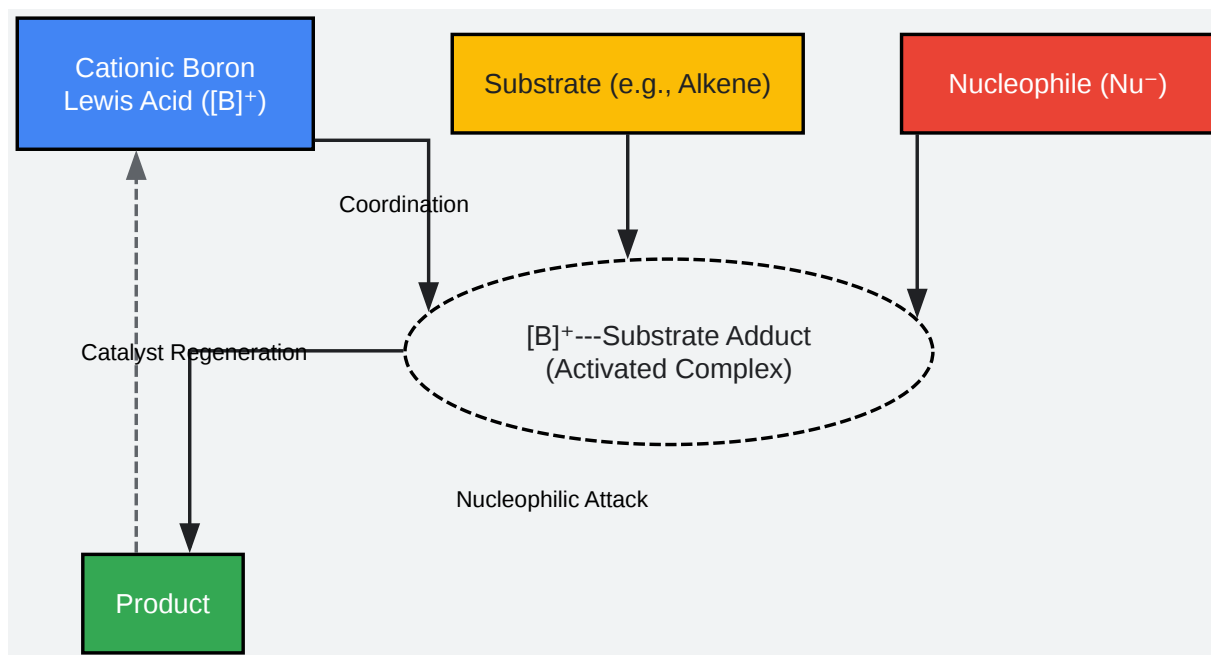 Cationic Boron
Lewis Acid ([B]⁺)
Substrate (e.g., Alkene)
Nucleophile (Nu⁻)
Coordination
[B]⁺---Substrate Adduct
(Activated Complex)
Catalyst Regeneration
Nucleophilic Attack
Product